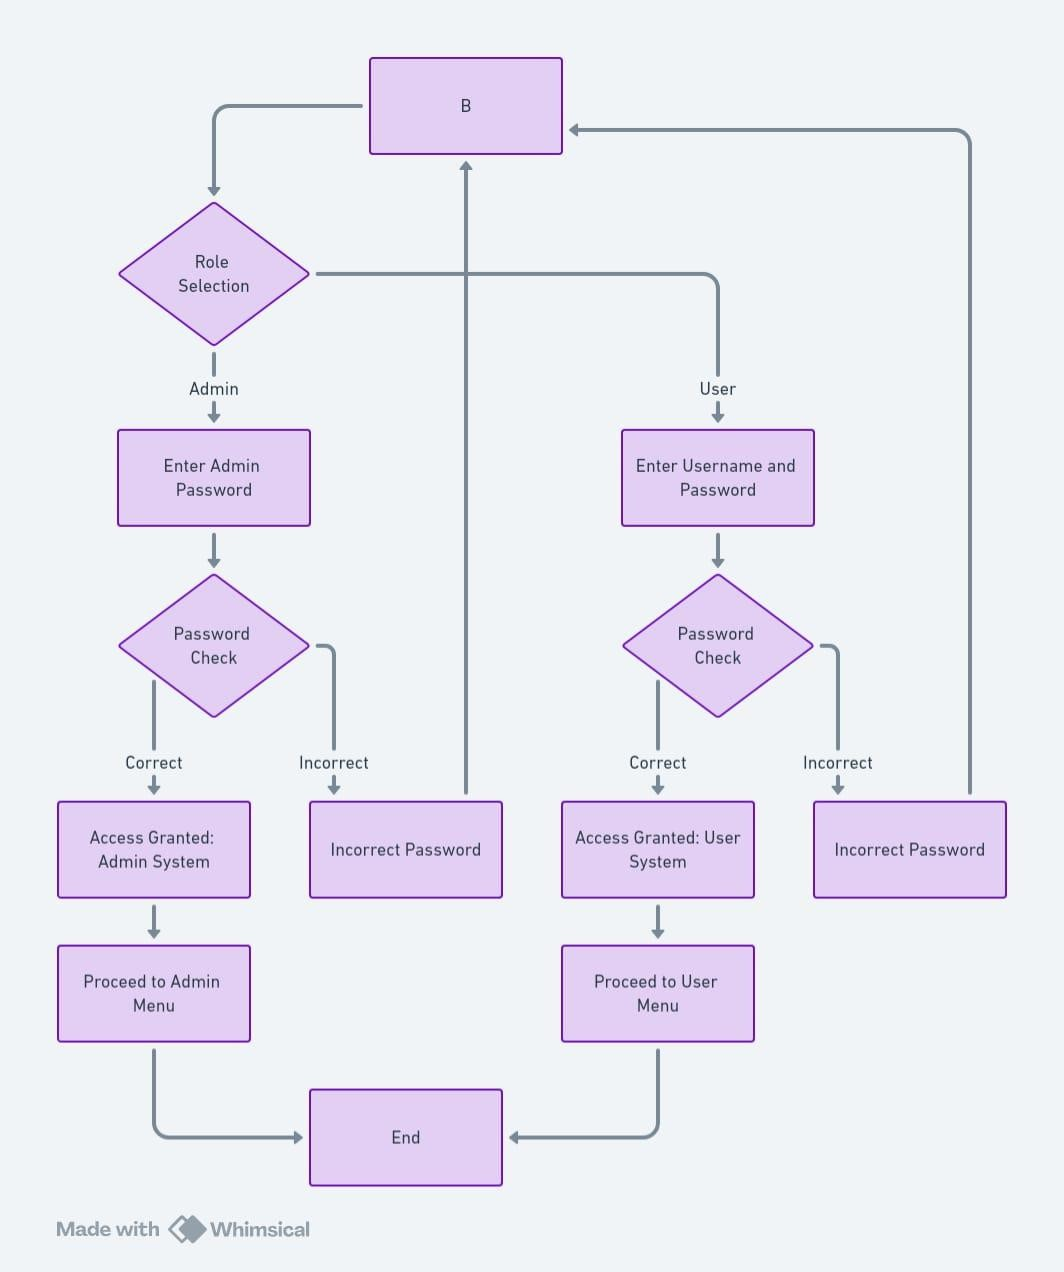 B
Role
Selection
Admin
User
Enter Admin
Password
Enter Username and
Password
Password
Check
Password
Check
Correct
Incorrect
Correct
Incorrect
Access Granted:
Admin System
Incorrect Password
Access Granted: User
System
Incorrect Password
Proceed to Admin
Menu
Proceed to User
Menu
End
Made with Whimsical